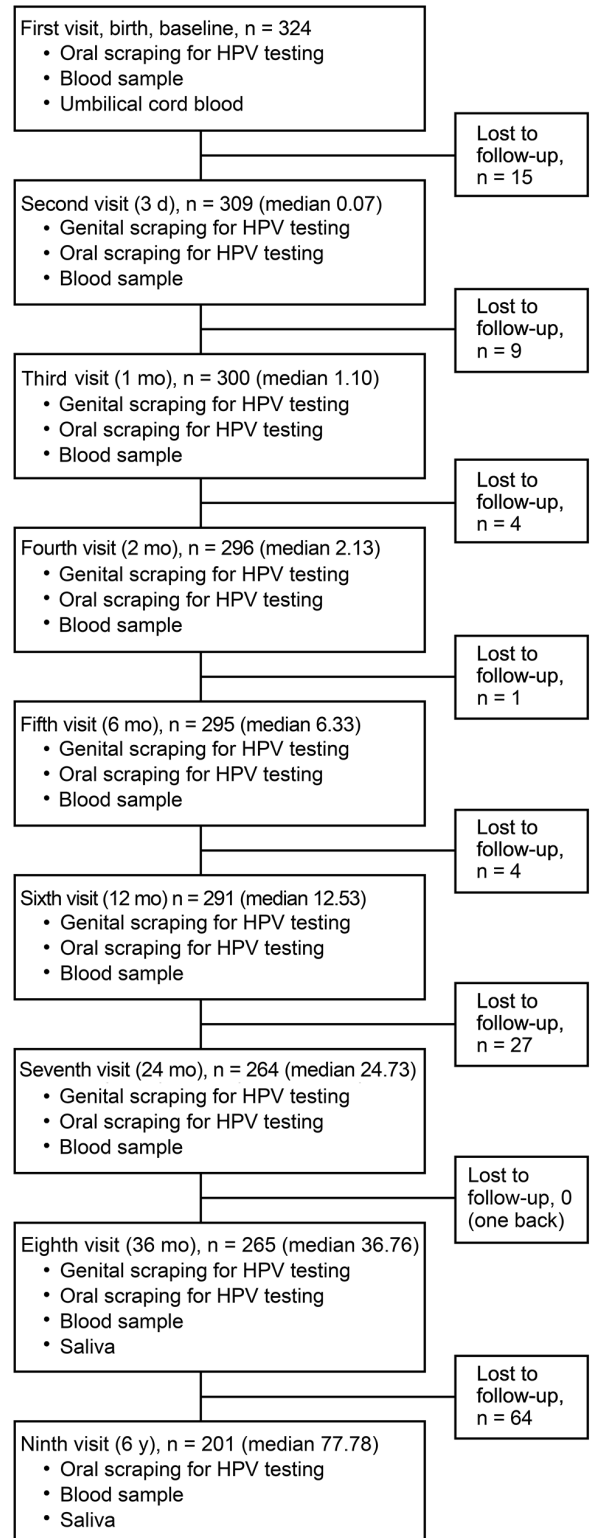 First visit, birth, baseline, n = 324
• Oral scraping for HPV testing
• Blood sample
• Umbilical cord blood
Lost to
follow-up,
n = 15
Second visit (3 d), n = 309 (median 0.07)
• Genital scraping for HPV testing
• Oral scraping for HPV testing
• Blood sample
Lost to
follow-up,
n = 9
Third visit (1 mo), n = 300 (median 1.10)
• Genital scraping for HPV testing
• Oral scraping for HPV testing
• Blood sample
Lost to
follow-up,
n = 4
Fourth visit (2 mo), n = 296 (median 2.13)
• Genital scraping for HPV testing
• Oral scraping for HPV testing
• Blood sample
Lost to
follow-up,
n = 1
Fifth visit (6 mo), n = 295 (median 6.33)
• Genital scraping for HPV testing
• Oral scraping for HPV testing
• Blood sample
Lost to
follow-up,
n = 4
Sixth visit (12 mo) n = 291 (median 12.53)
• Genital scraping for HPV testing
• Oral scraping for HPV testing
• Blood sample
Lost to
follow-up,
n = 27
Seventh visit (24 mo), n = 264 (median 24.73)
• Genital scraping for HPV testing
• Oral scraping for HPV testing
• Blood sample
Lost to
follow-up, 0
(one back)
Eighth visit (36 mo), n = 265 (median 36.76)
• Genital scraping for HPV testing
• Oral scraping for HPV testing
• Blood sample
• Saliva
Lost to
follow-up,
n = 64
Ninth visit (6 y), n = 201 (median 77.78)
• Oral scraping for HPV testing
• Blood sample
• Saliva